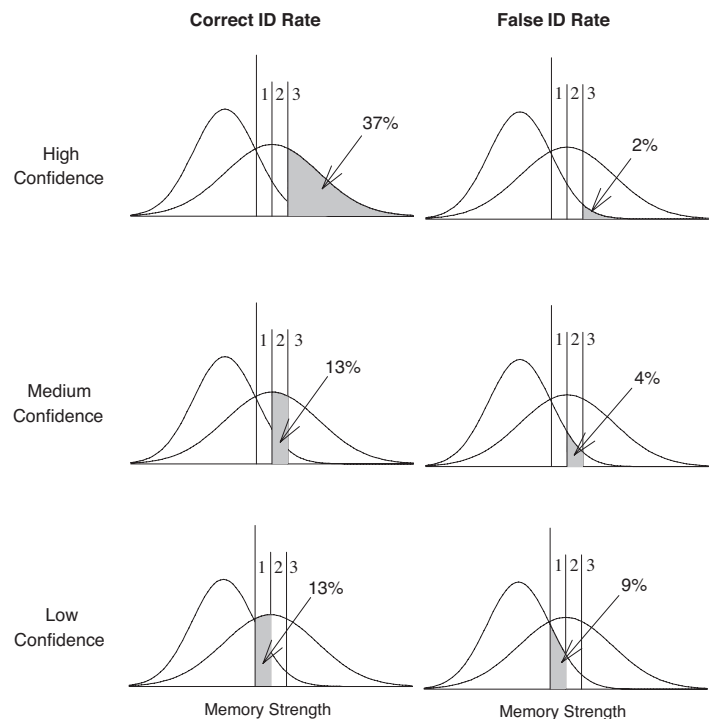 Correct ID Rate
False ID Rate
High
Confidence
1 2 3
37%
1 2 3
2%
Medium
Confidence
1 2 3
13%
1 2 3
4%
Low
Confidence
1 2 3
13%
1 2 3
9%
Memory Strength
Memory Strength